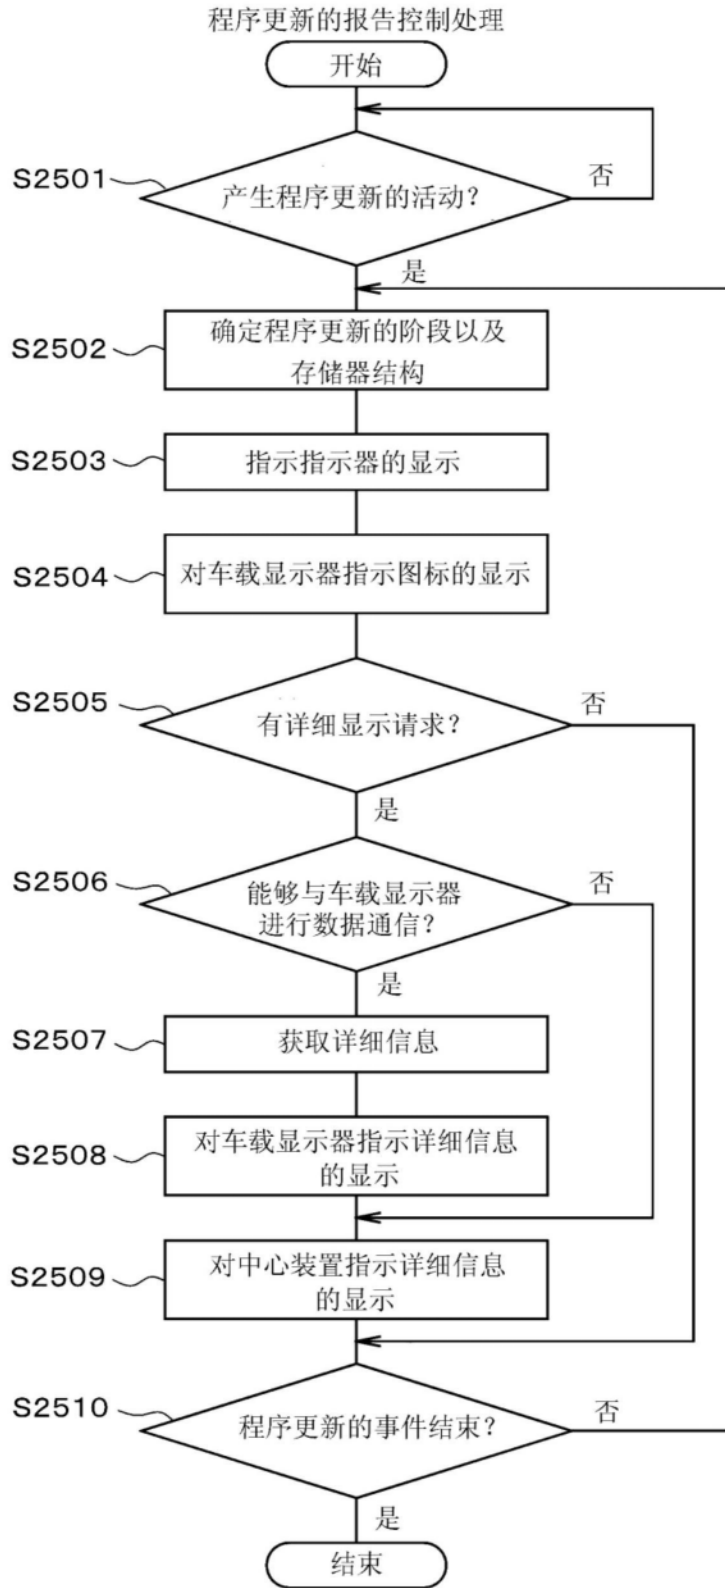 程序更新的报告控制处理
开始
S2501
产生程序更新的活动？
否
是
S2502
确定程序更新的阶段以及
存储器结构
S2503
指示指示器的显示
S2504
对车载显示器指示图标的显示
S2505
有详细显示请求？
否
是
S2506
能够与车载显示器
进行数据通信？
否
是
S2507
获取详细信息
S2508
对车载显示器指示详细信息
的显示
S2509
对中心装置指示详细信息
的显示
S2510
程序更新的事件结束？
否
是
结束